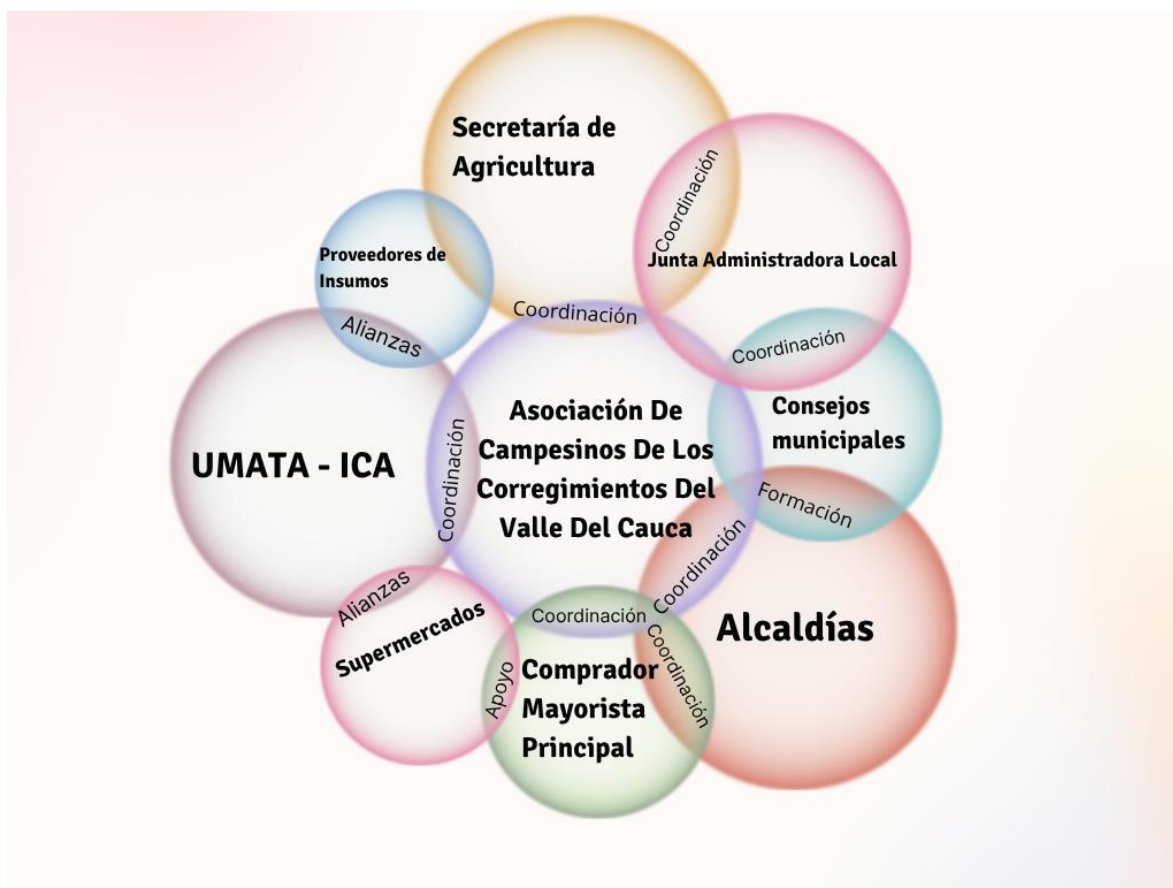 Secretaría de
Agricultura
Coordinación
Junta Administradora Local
Proveedores de
Insumos
Alianzas
Coordinación
Coordinación
Consejos
municipales
Asociación De
Campesinos De Los
Corregimientos Del
Valle Del Cauca
UMATA - ICA
Coordinación
Formación
Coordinación
Alcaldías
Alianzas
Supermercados
Coordinación
Coordinación
Apoyo
Comprador
Mayorista
Principal